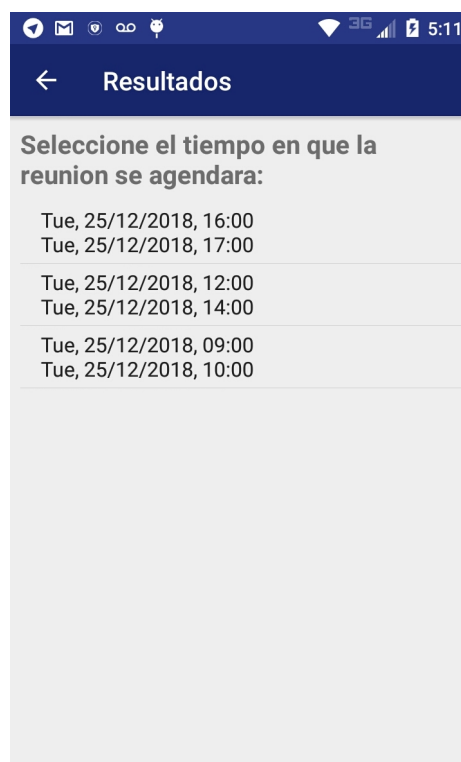 3G 5:11
Resultados
Seleccione el tiempo en que la
reunion se agendara:
Tue, 25/12/2018, 16:00
Tue, 25/12/2018, 17:00
Tue, 25/12/2018, 12:00
Tue, 25/12/2018, 14:00
Tue, 25/12/2018, 09:00
Tue, 25/12/2018, 10:00